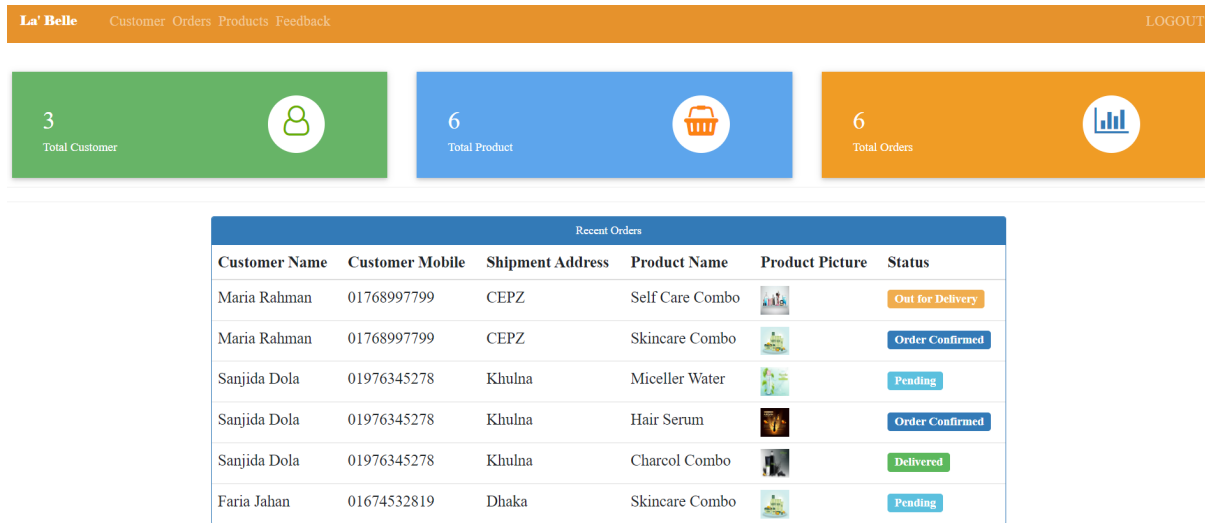 La' Belle Customer Orders Products Feedback LOGOUT
3
Total Customer
6
Total Product
6
Total Orders
Recent Orders
Customer Name Customer Mobile Shipment Address Product Name Product Picture Status
Maria Rahman 01768997799 CEPZ Self Care Combo Out for Delivery
Maria Rahman 01768997799 CEPZ Skincare Combo Order Confirmed
Sanjida Dola 01976345278 Khulna Miceller Water Pending
Sanjida Dola 01976345278 Khulna Hair Serum Order Confirmed
Sanjida Dola 01976345278 Khulna Charcol Combo Delivered
Faria Jahan 01674532819 Dhaka Skincare Combo Pending